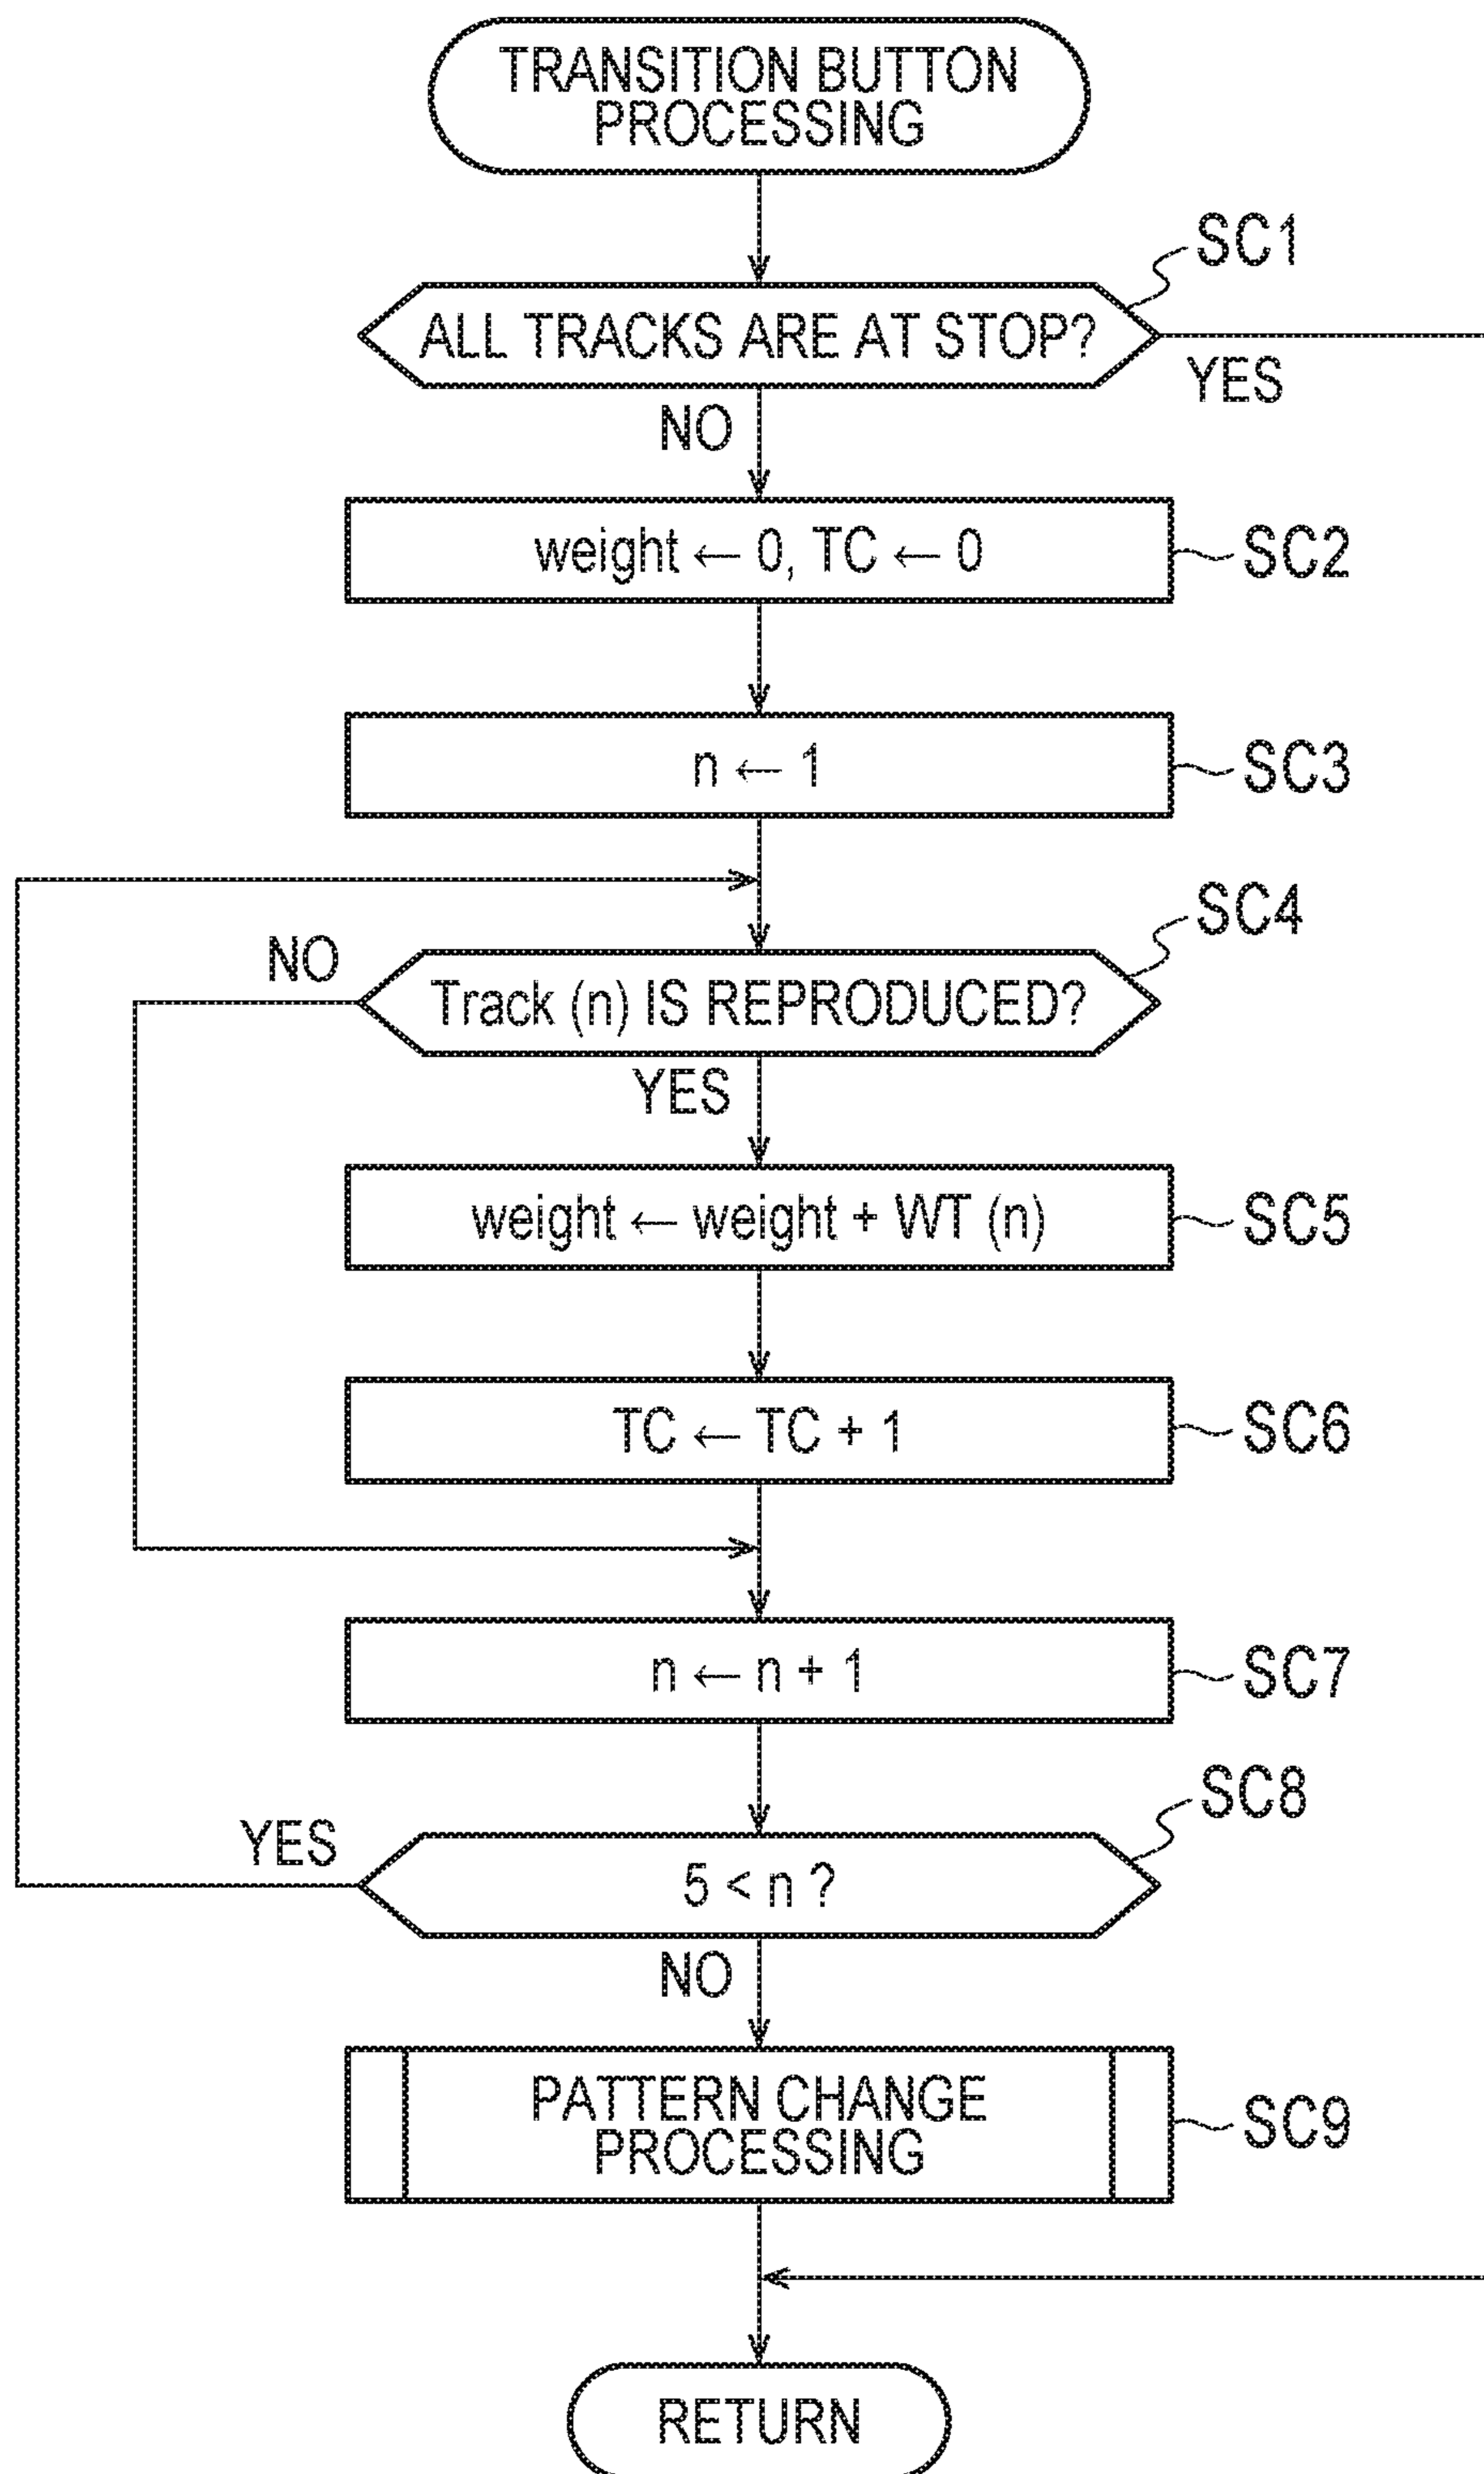 TRANSITION BUTTON
PROCESSING
SC1
ALL TRACKS ARE AT STOP?
YES
NO
weight ← 0, TC ← 0
SC2
n ← 1
SC3
SC4
NO
Track (n) IS REPRODUCED?
YES
weight ← weight + WT (n)
SC5
TC ← TC + 1
SC6
n ← n + 1
SC7
SC8
YES
5 < n ?
NO
PATTERN CHANGE
PROCESSING
SC9
RETURN